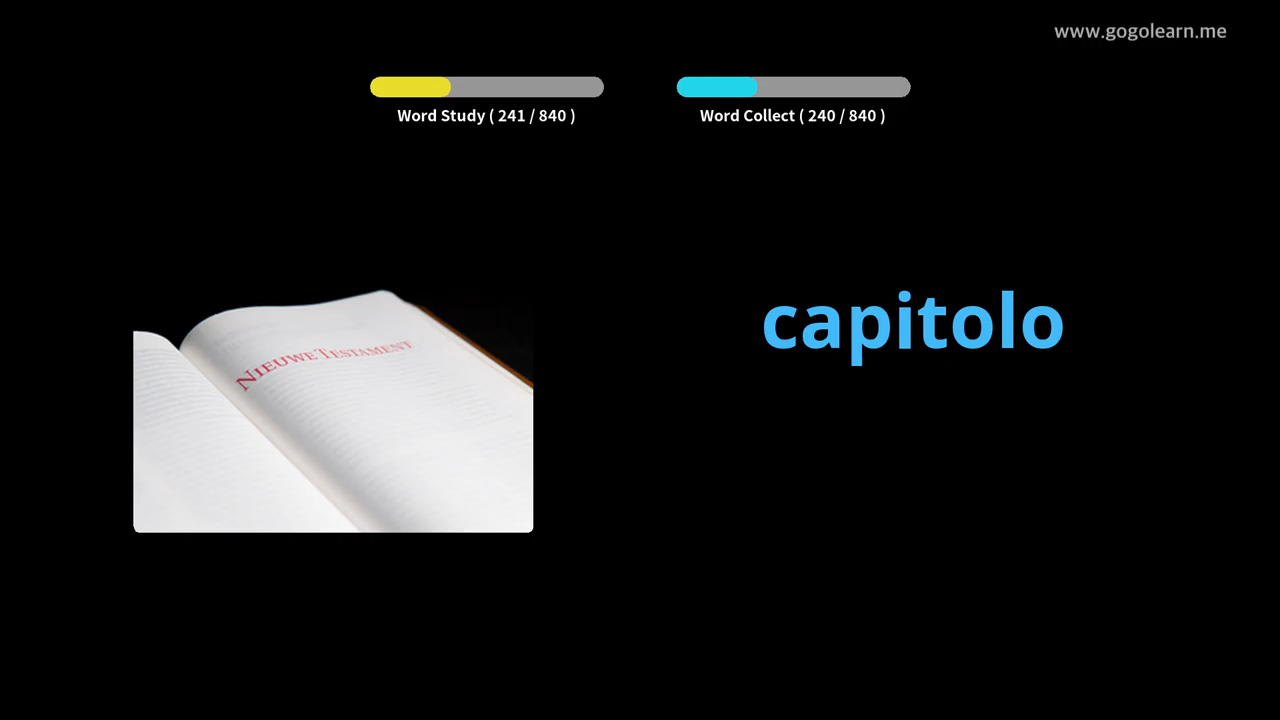 www.gogolearn.me
Word Study ( 241 / 840 )
Word Collect ( 240 / 840 )
NIEUWE TESTAMENT
capitolo